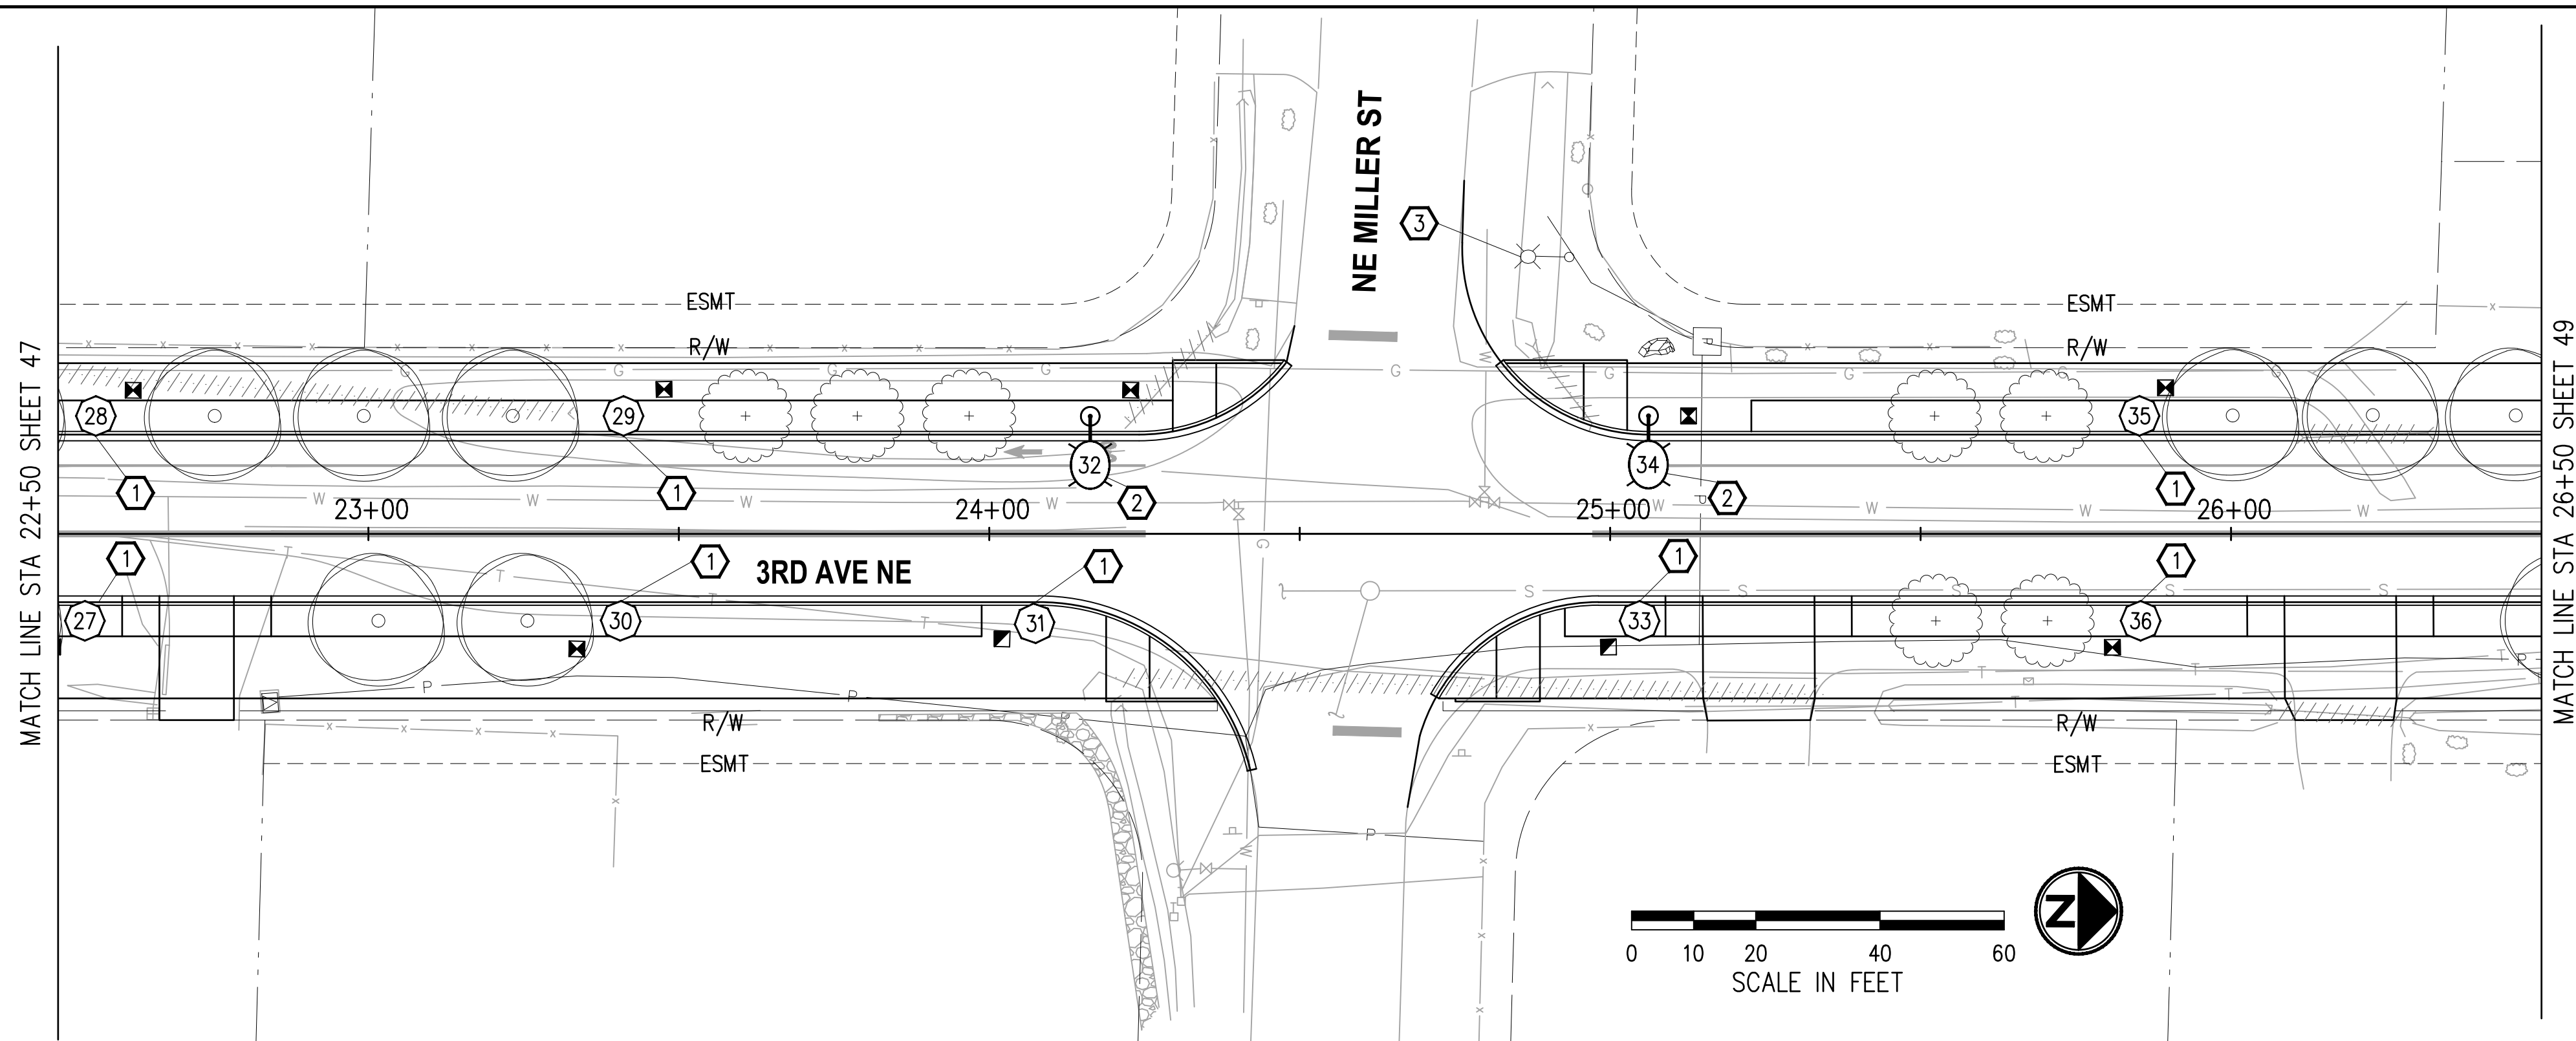 MATCH LINE STA 22+50 SHEET 47
NE MILLER ST
3
ESMT
ESMT
R/W
R/W
P
x x x x x x x x x
G G G G G G G G G
28
29
35
32
34
1
1
2
2
1
W W W W W W W W
23+00
24+00
25+00
26+00
1
1
1
1
1
3RD AVE NE
T T T
S S S S S
27
30
31
33
36
P P P
T T T T T
R/W
R/W
ESMT
ESMT
P
W
0 10 20 40 60
SCALE IN FEET
N
MATCH LINE STA 26+50 SHEET 49